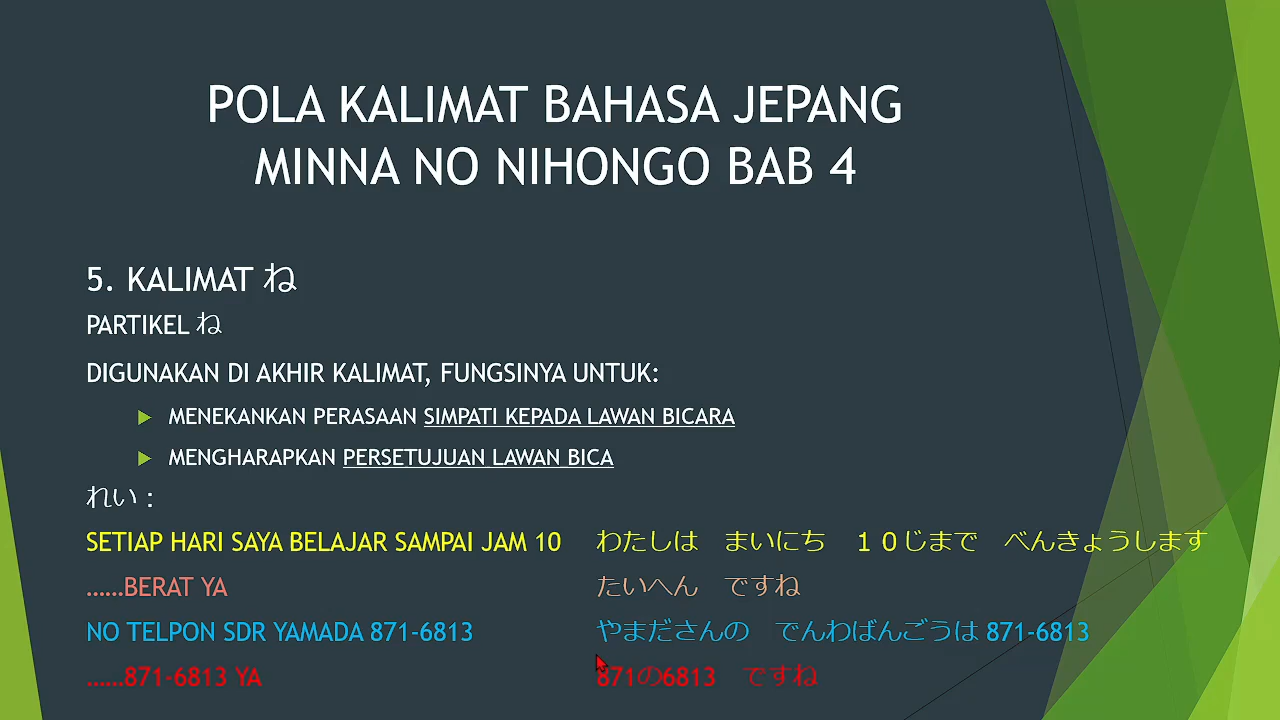 POLA KALIMAT BAHASA JEPANG
MINNA NO NIHONGO BAB 4
5. KALIMAT ね
PARTIKEL ね
DIGUNAKAN DI AKHIR KALIMAT, FUNGSINYA UNTUK:
MENEKANKAN PERASAAN SIMPATI KEPADA LAWAN BICARA
MENGHARAPKAN PERSETUJUAN LAWAN BICA
れい :
SETIAP HARI SAYA BELAJAR SAMPAI JAM 10 わたしは　まいにち　１０じまで　べんきょうします
......BERAT YA たいへん　ですね
NO TELPON SDR YAMADA 871-6813 やまださんの　でんわばんごうは 871-6813
......871-6813 YA 871の6813　ですね